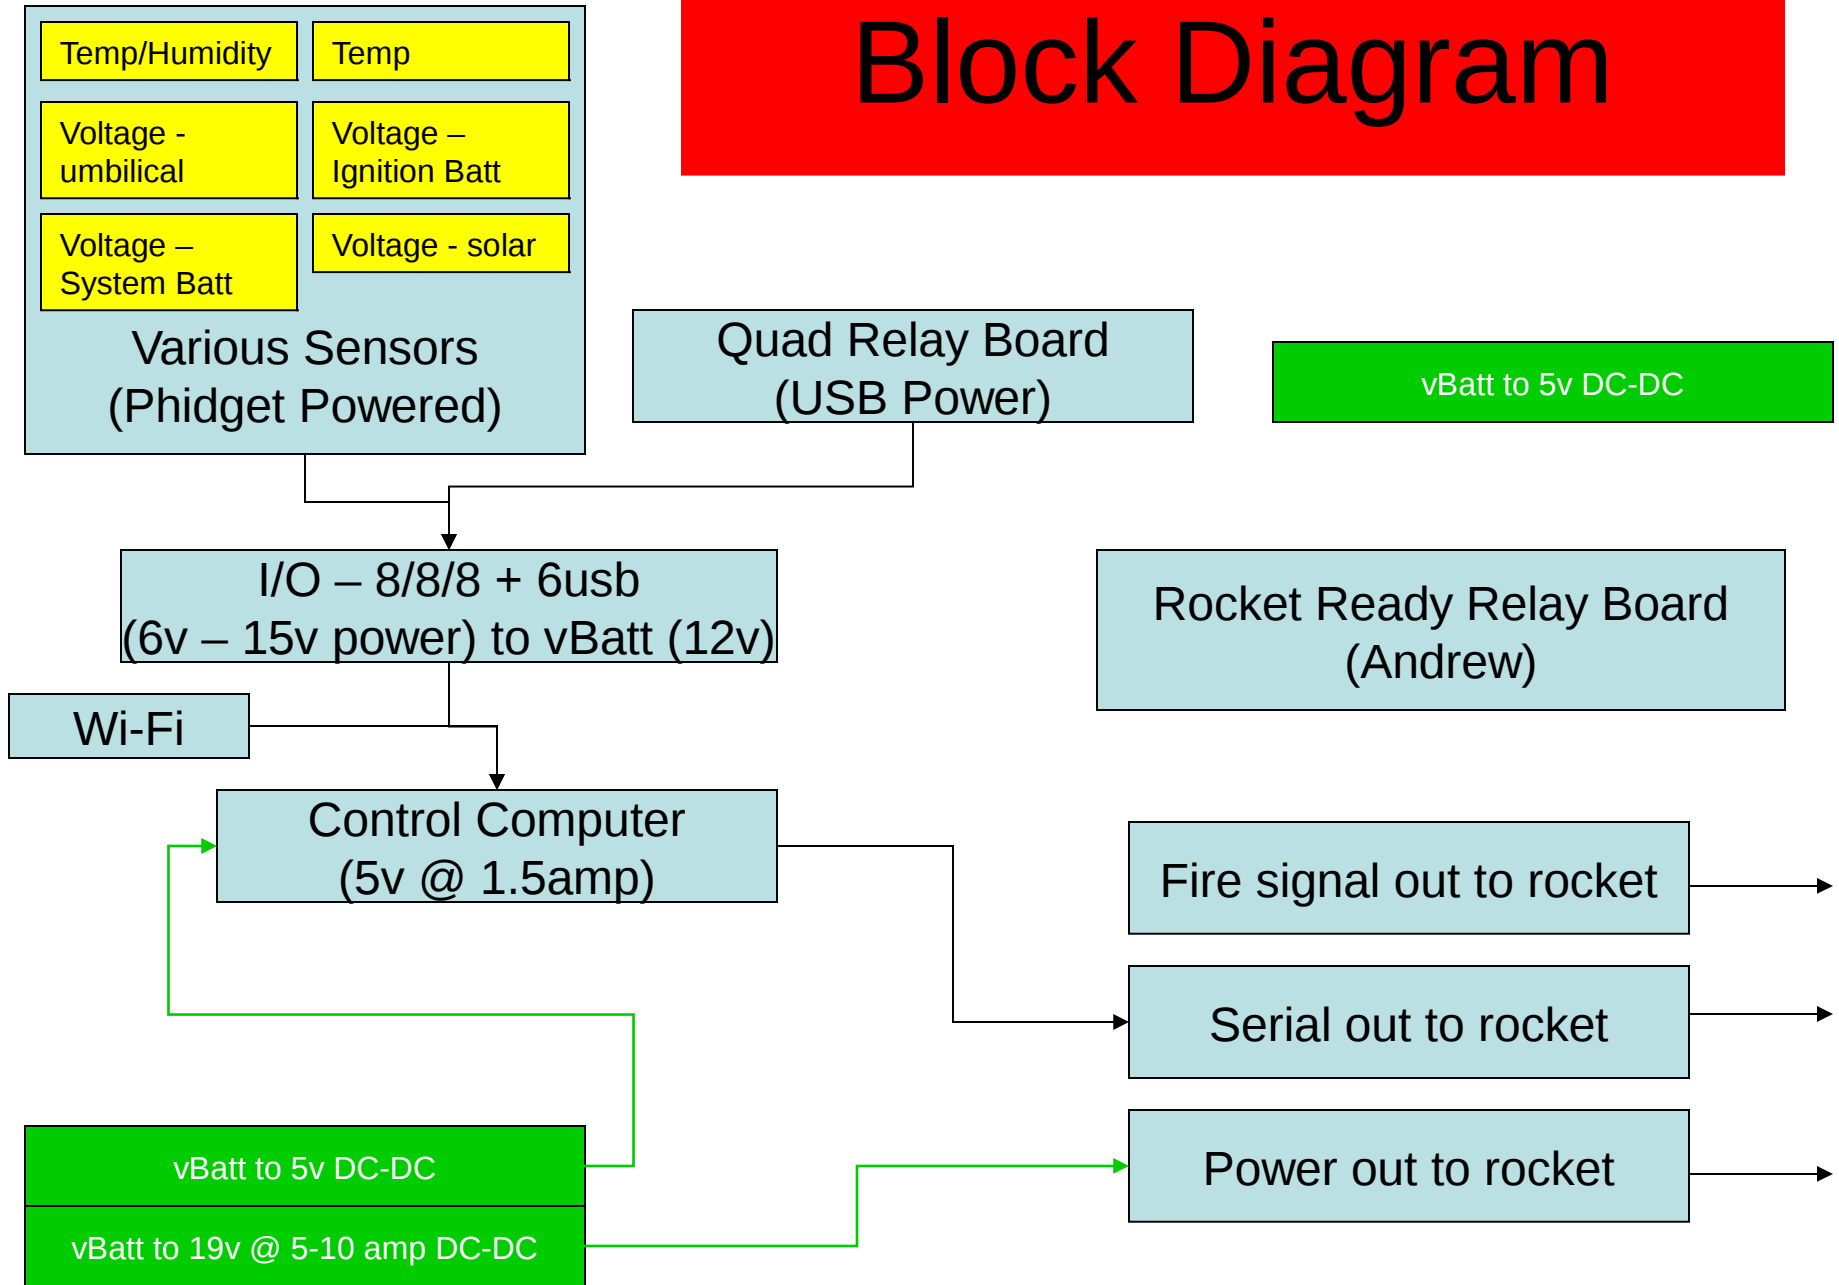 Block Diagram
Temp/Humidity
Temp
Voltage -
umbilical
Voltage –
Ignition Batt
Voltage –
System Batt
Voltage - solar
Various Sensors
(Phidget Powered)
Quad Relay Board
(USB Power)
vBatt to 5v DC-DC
I/O – 8/8/8 + 6usb
(6v – 15v power) to vBatt (12v)
Rocket Ready Relay Board
(Andrew)
Wi-Fi
Control Computer
(5v @ 1.5amp)
Fire signal out to rocket
Serial out to rocket
Power out to rocket
vBatt to 5v DC-DC
vBatt to 19v @ 5-10 amp DC-DC